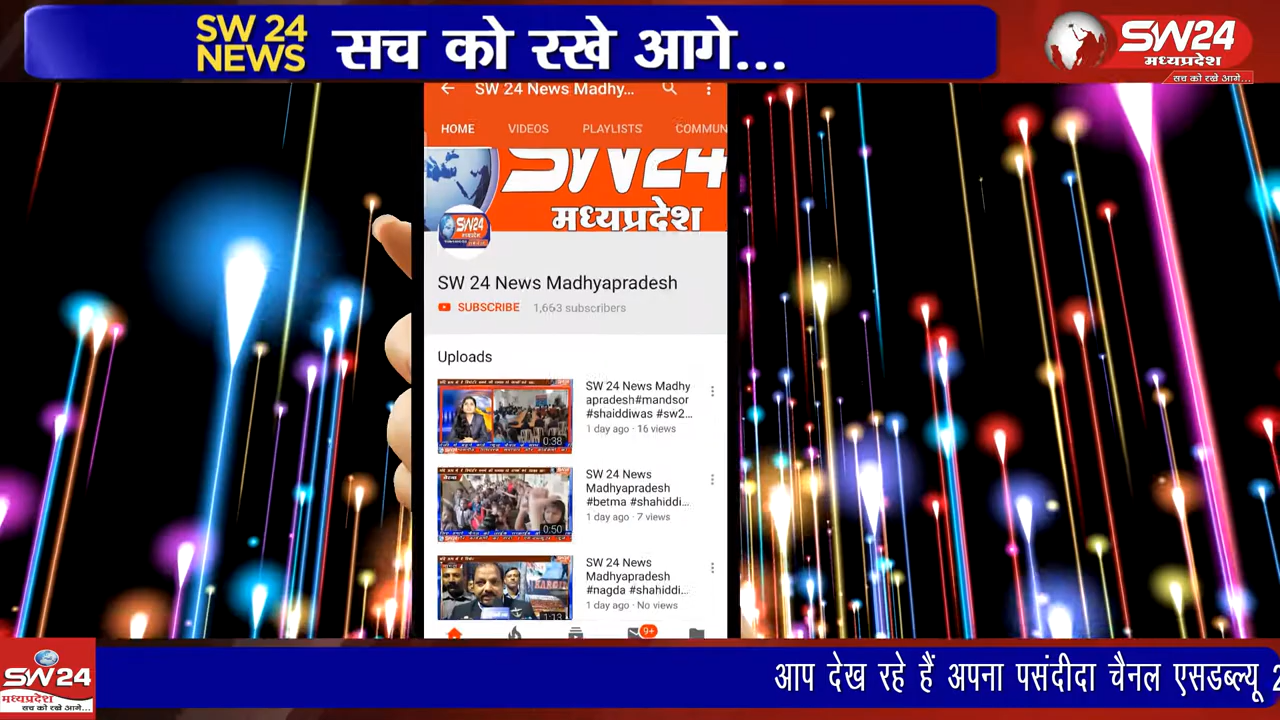 SW 24
NEWS
सच को रखे आगे...
SW24
मध्यप्रदेश
सच को रखे आगे...
SW 24 News Madhy...
HOME VIDEOS PLAYLISTS COMMUN
SW24
मध्यप्रदेश
SW24
SW 24 News Madhyapradesh
SUBSCRIBE 1,663 subscribers
Uploads
SW 24 News Madhy
apradesh#mandsor
#shaiddiwas #sw2...
1 day ago · 16 views
0:38
SW 24 News
Madhyapradesh
#betma #shahiddi...
1 day ago · 7 views
0:50
SW 24 News
Madhyapradesh
#nagda #shahiddi...
1 day ago · No views
1:13
9+
SW24
मध्यप्रदेश
सच को रखे आगे...
आप देख रहे हैं अपना पसंदीदा चैनल एसडब्ल्यू 2